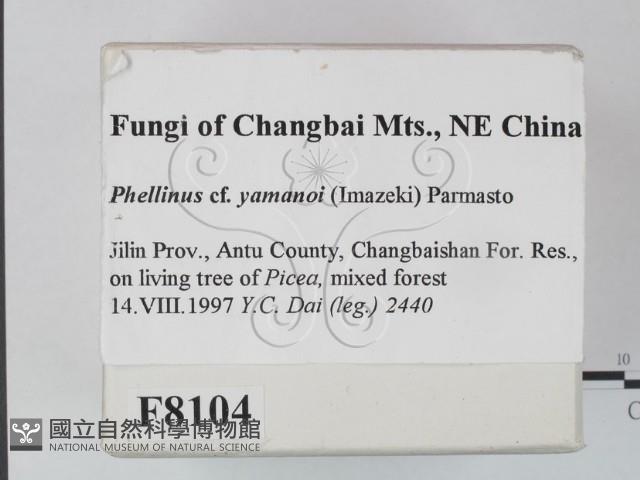 Fungi of Changbai Mts., NE China
Phellinus cf. yamanoi (Imazeki) Parmasto
Jilin Prov., Antu County, Changbaishan For. Res.,
on living tree of Picea, mixed forest
14.VIII.1997 Y.C. Dai (leg.) 2440
10
C
F8104
國立自然科學博物館
NATIONAL MUSEUM OF NATURAL SCIENCE